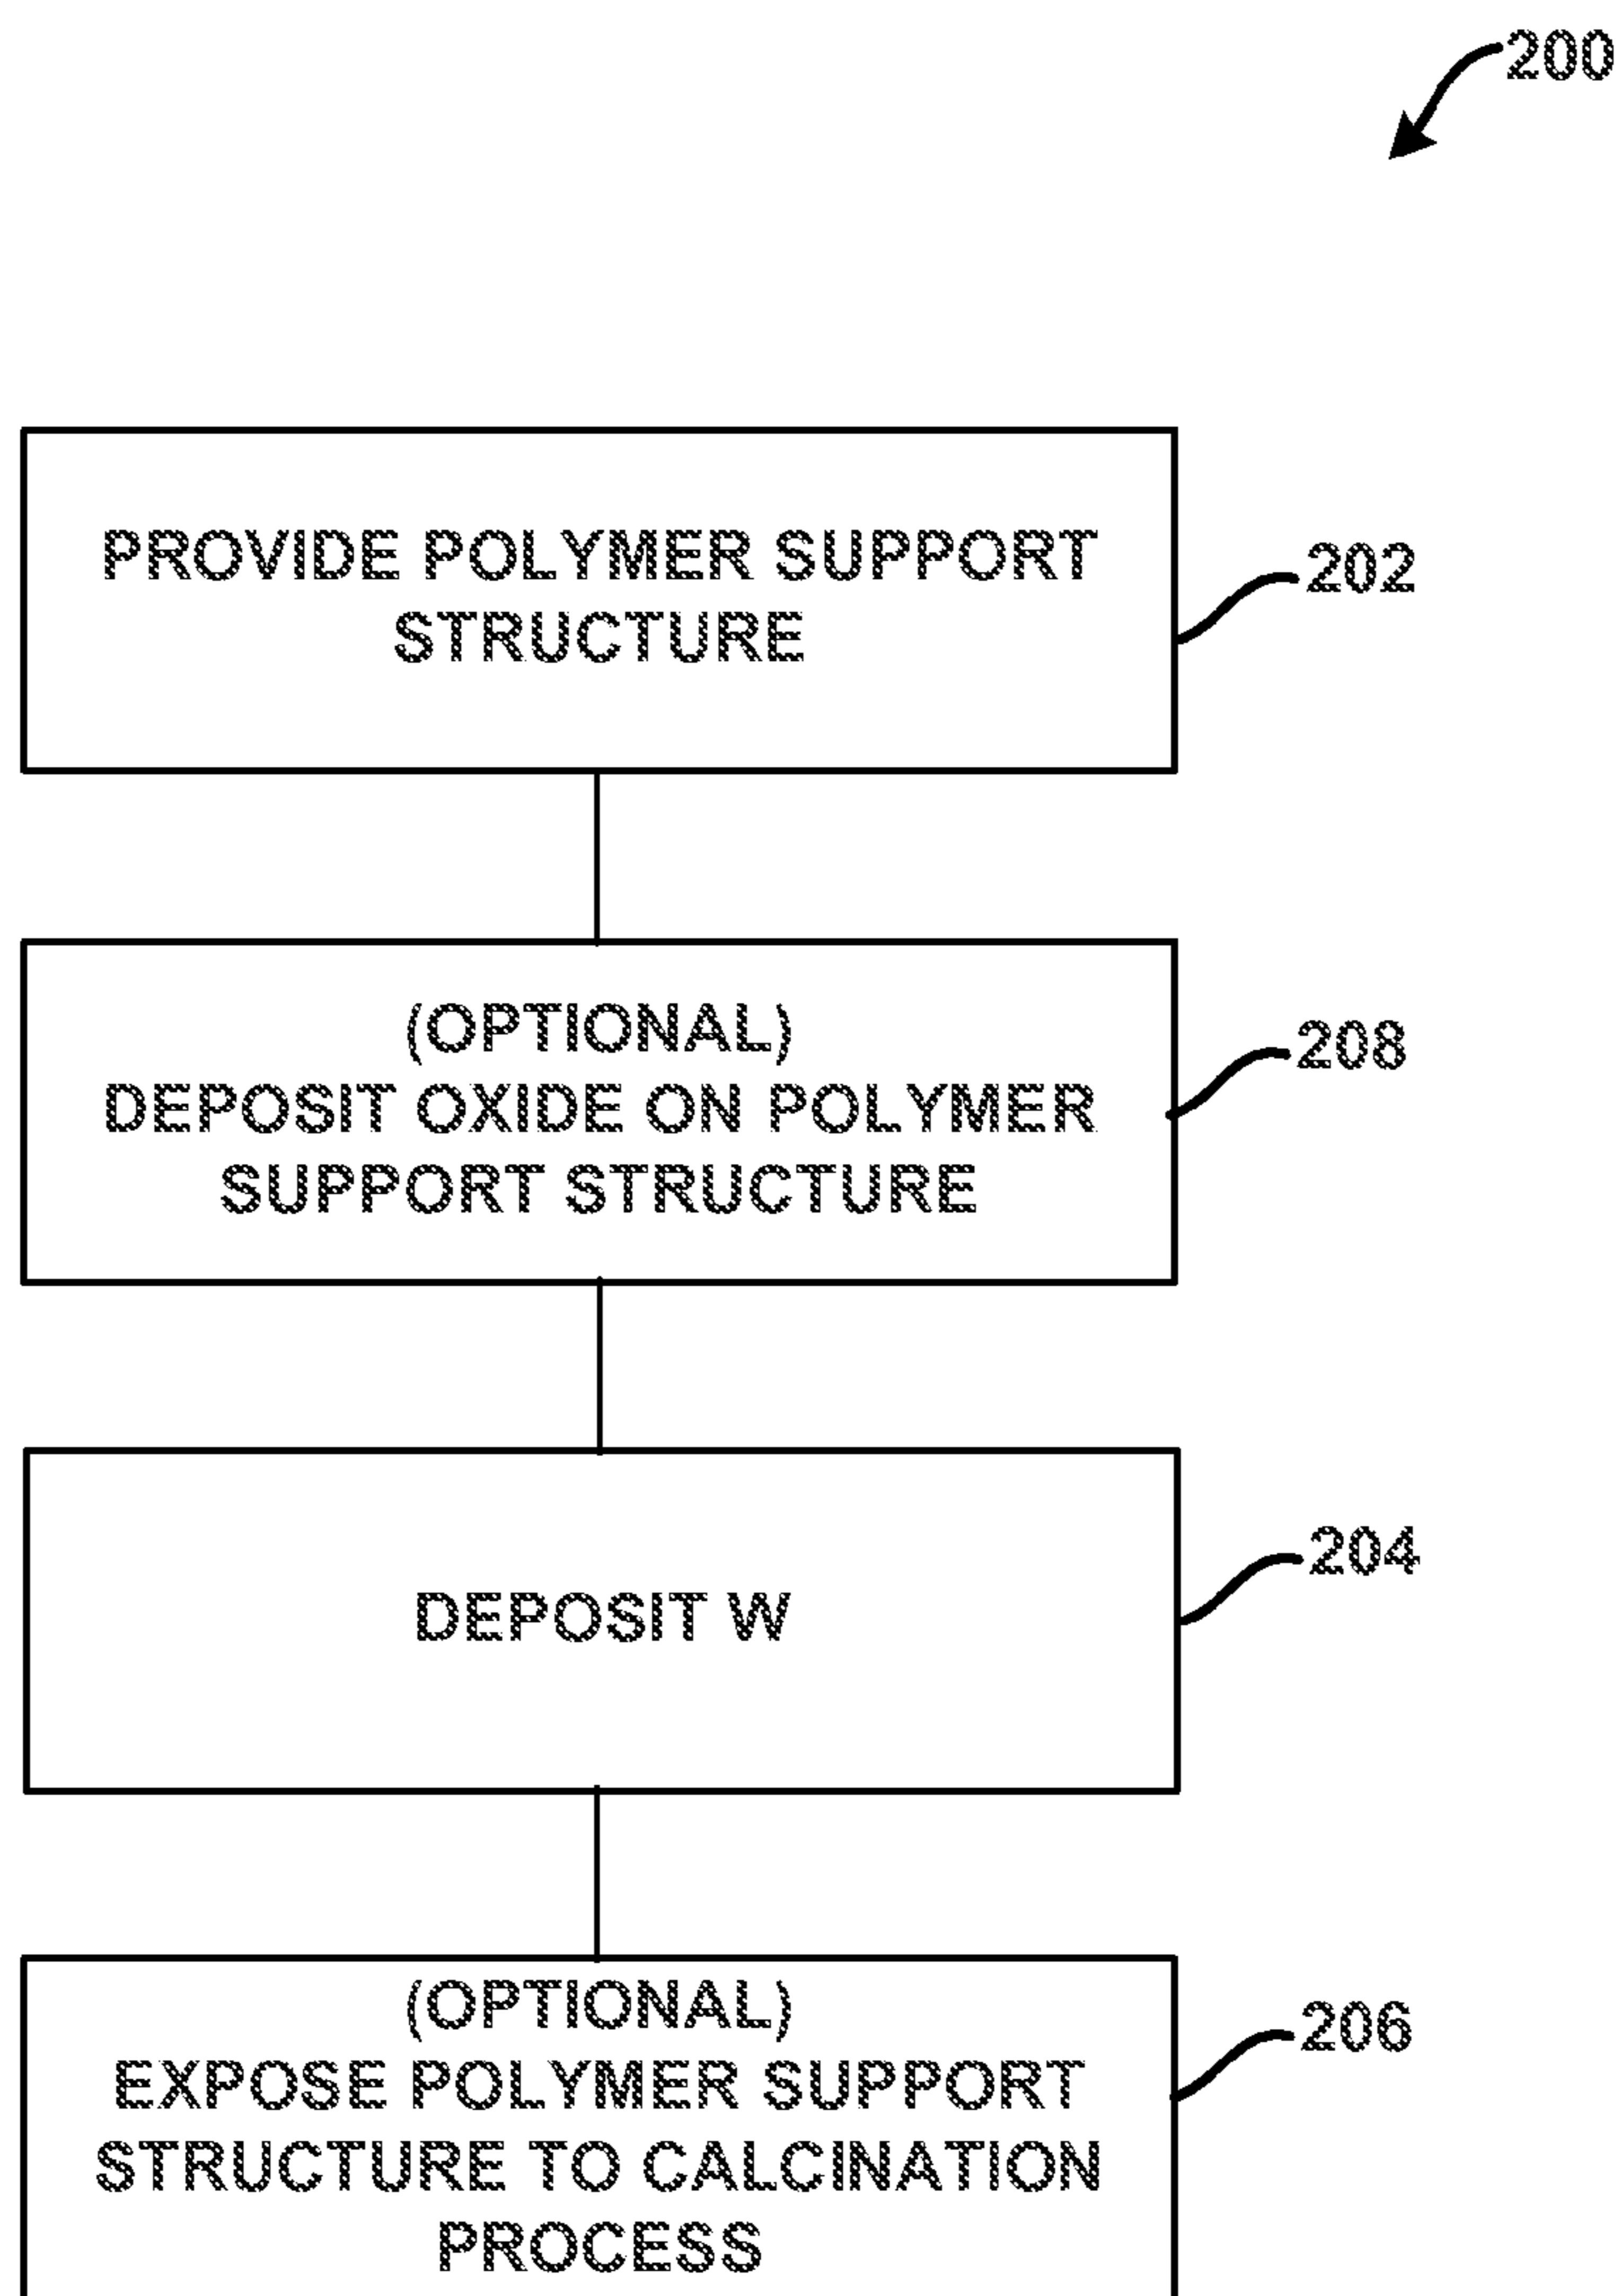 200
PROVIDE POLYMER SUPPORT
STRUCTURE
202
(OPTIONAL)
DEPOSIT OXIDE ON POLYMER
SUPPORT STRUCTURE
208
DEPOSIT W
204
(OPTIONAL)
EXPOSE POLYMER SUPPORT
STRUCTURE TO CALCINATION
PROCESS
206